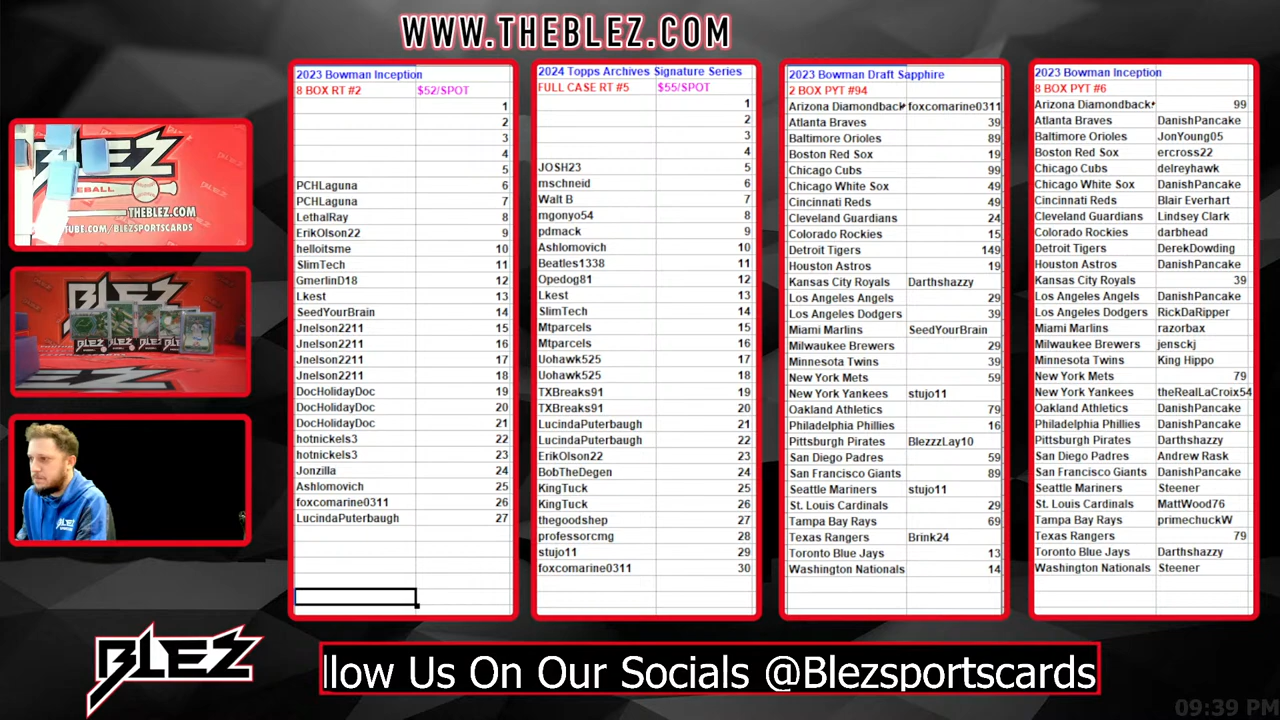 WWW.THEBLEZ.COM
2023 Bowman Inception
8 BOX RT #2 $52/SPOT
1
2
3
4
5
PCHLaguna 6
PCHLaguna 7
LethalRay 8
ErikOlson22 9
helloitsme 10
SlimTech 11
GmerlinD18 12
Lkest 13
SeedYourBrain 14
Jnelson2211 15
Jnelson2211 16
Jnelson2211 17
Jnelson2211 18
DocHolidayDoc 19
DocHolidayDoc 20
DocHolidayDoc 21
hotnickels3 22
hotnickels3 23
Jonzilla 24
Ashlomovich 25
foxcomarine0311 26
LucindaPuterbaugh 27
2024 Topps Archives Signature Series
FULL CASE RT #5 $55/SPOT
1
2
3
4
JOSH23 5
mschneid 6
Walt B 7
mgonyo54 8
pdmack 9
Ashlomovich 10
Beatles1338 11
Opedog81 12
Lkest 13
SlimTech 14
Mtparcels 15
Mtparcels 16
Uohawk525 17
Uohawk525 18
TXBreaks91 19
TXBreaks91 20
LucindaPuterbaugh 21
LucindaPuterbaugh 22
ErikOlson22 23
BobTheDegen 24
KingTuck 25
KingTuck 26
thegoodshep 27
professorcmg 28
stujo11 29
foxcomarine0311 30
2023 Bowman Draft Sapphire
2 BOX PYT #94
Arizona Diamondback foxcomarine0311
Atlanta Braves 39
Baltimore Orioles 89
Boston Red Sox 19
Chicago Cubs 99
Chicago White Sox 49
Cincinnati Reds 49
Cleveland Guardians 24
Colorado Rockies 15
Detroit Tigers 149
Houston Astros 19
Kansas City Royals Darthshazzy
Los Angeles Angels 29
Los Angeles Dodgers 39
Miami Marlins SeedYourBrain
Milwaukee Brewers 29
Minnesota Twins 39
New York Mets 59
New York Yankees stujo11
Oakland Athletics 79
Philadelphia Phillies 16
Pittsburgh Pirates BlezzzLay10
San Diego Padres 59
San Francisco Giants 89
Seattle Mariners stujo11
St. Louis Cardinals 29
Tampa Bay Rays 69
Texas Rangers Brink24
Toronto Blue Jays 13
Washington Nationals 14
2023 Bowman Inception
8 BOX PYT #6
Arizona Diamondback 99
Atlanta Braves DanishPancake
Baltimore Orioles JonYoung05
Boston Red Sox ercross22
Chicago Cubs delreyhawk
Chicago White Sox DanishPancake
Cincinnati Reds Blair Everhart
Cleveland Guardians Lindsey Clark
Colorado Rockies darbhead
Detroit Tigers DerekDowding
Houston Astros DanishPancake
Kansas City Royals 39
Los Angeles Angels DanishPancake
Los Angeles Dodgers RickDaRipper
Miami Marlins razorbax
Milwaukee Brewers jensckj
Minnesota Twins King Hippo
New York Mets 79
New York Yankees theRealLaCroix54
Oakland Athletics DanishPancake
Philadelphia Phillies DanishPancake
Pittsburgh Pirates Darthshazzy
San Diego Padres Andrew Rask
San Francisco Giants DanishPancake
Seattle Mariners Steener
St. Louis Cardinals MattWood76
Tampa Bay Rays primechuckW
Texas Rangers 79
Toronto Blue Jays Darthshazzy
Washington Nationals Steener
BLEZ
THEBLEZ.COM
TUBE.COM/BLEZSPORTSCARDS
BLEZ
BLEZ
BLEZ
llow Us On Our Socials @Blezsportscards
09:39 PM